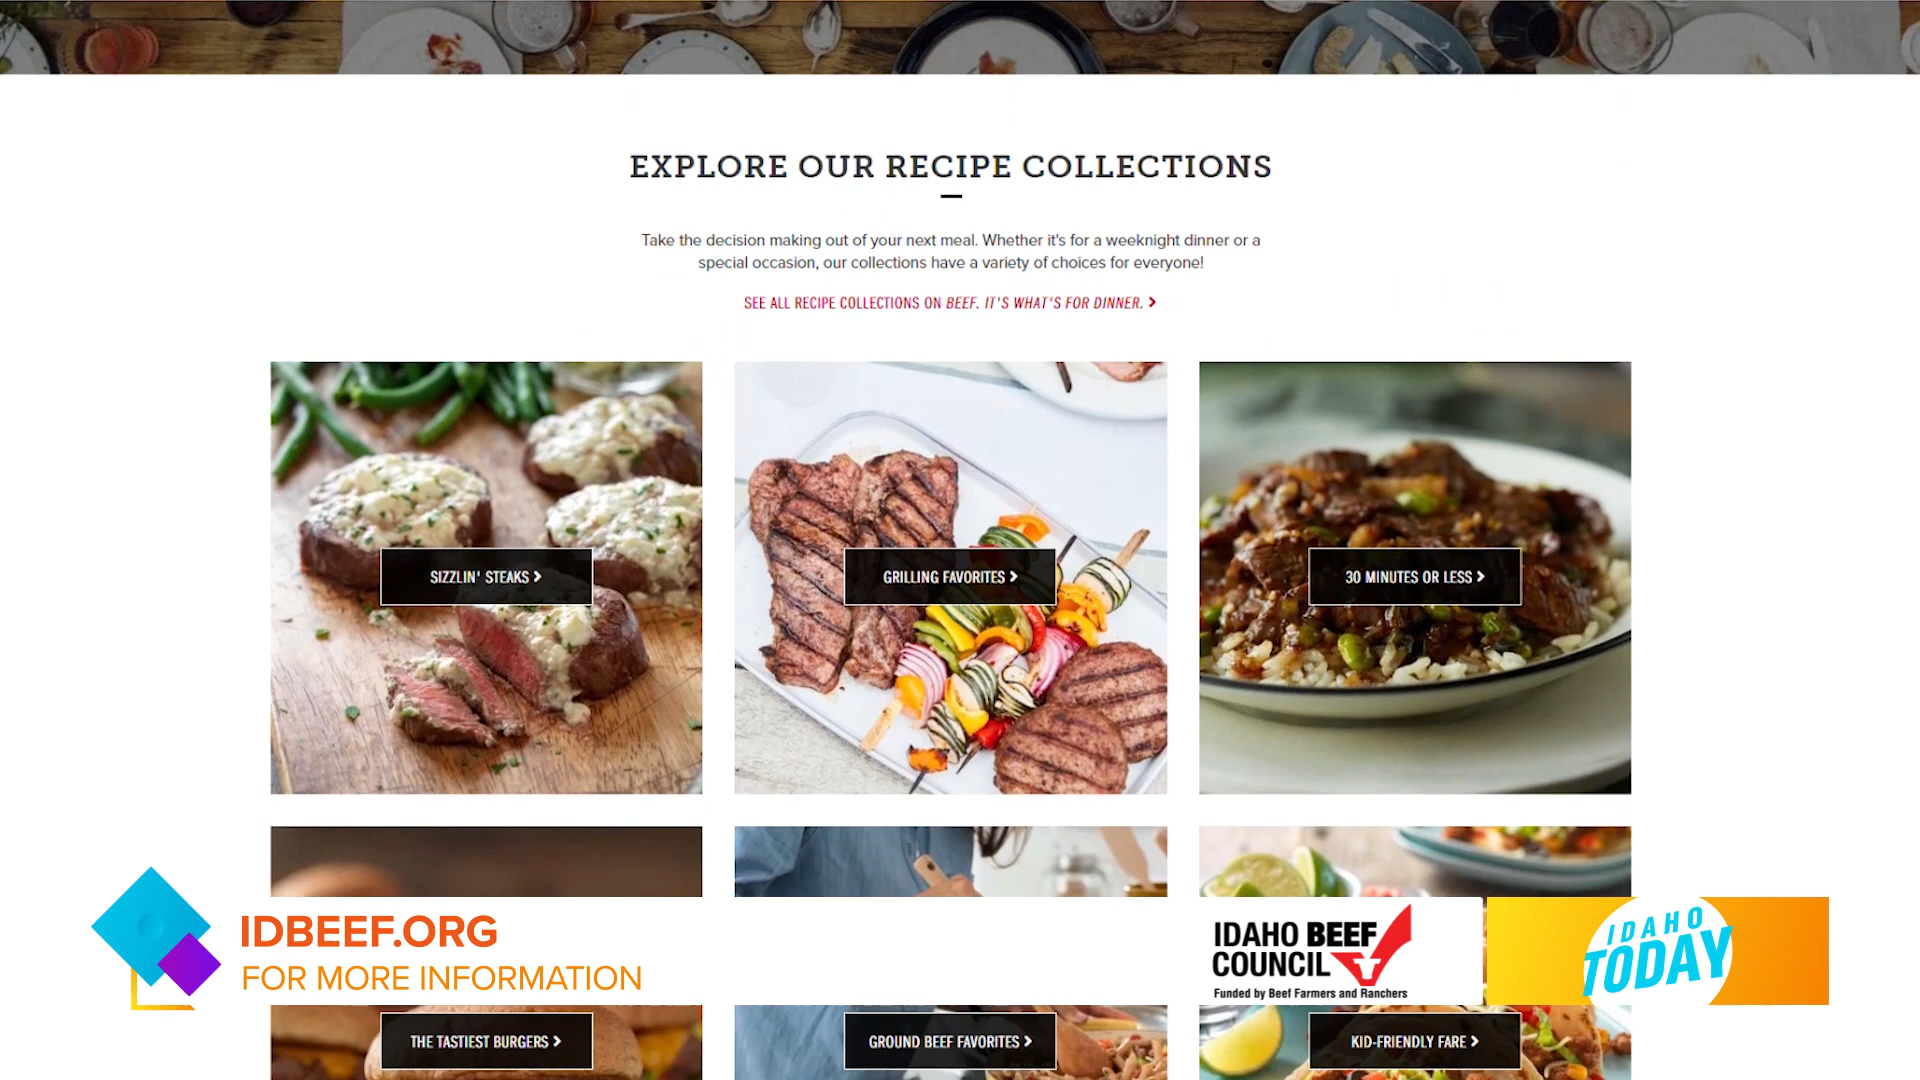 EXPLORE OUR RECIPE COLLECTIONS
Take the decision making out of your next meal. Whether it's for a weeknight dinner or a
special occasion, our collections have a variety of choices for everyone!
SEE ALL RECIPE COLLECTIONS ON BEEF. IT'S WHAT'S FOR DINNER.
SIZZLIN' STEAKS
GRILLING FAVORITES
30 MINUTES OR LESS
IDBEEF.ORG
FOR MORE INFORMATION
IDAHO BEEF
COUNCIL
Funded by Beef Farmers and Ranchers
IDAHO
TODAY
THE TASTIEST BURGERS
GROUND BEEF FAVORITES
KID-FRIENDLY FARE